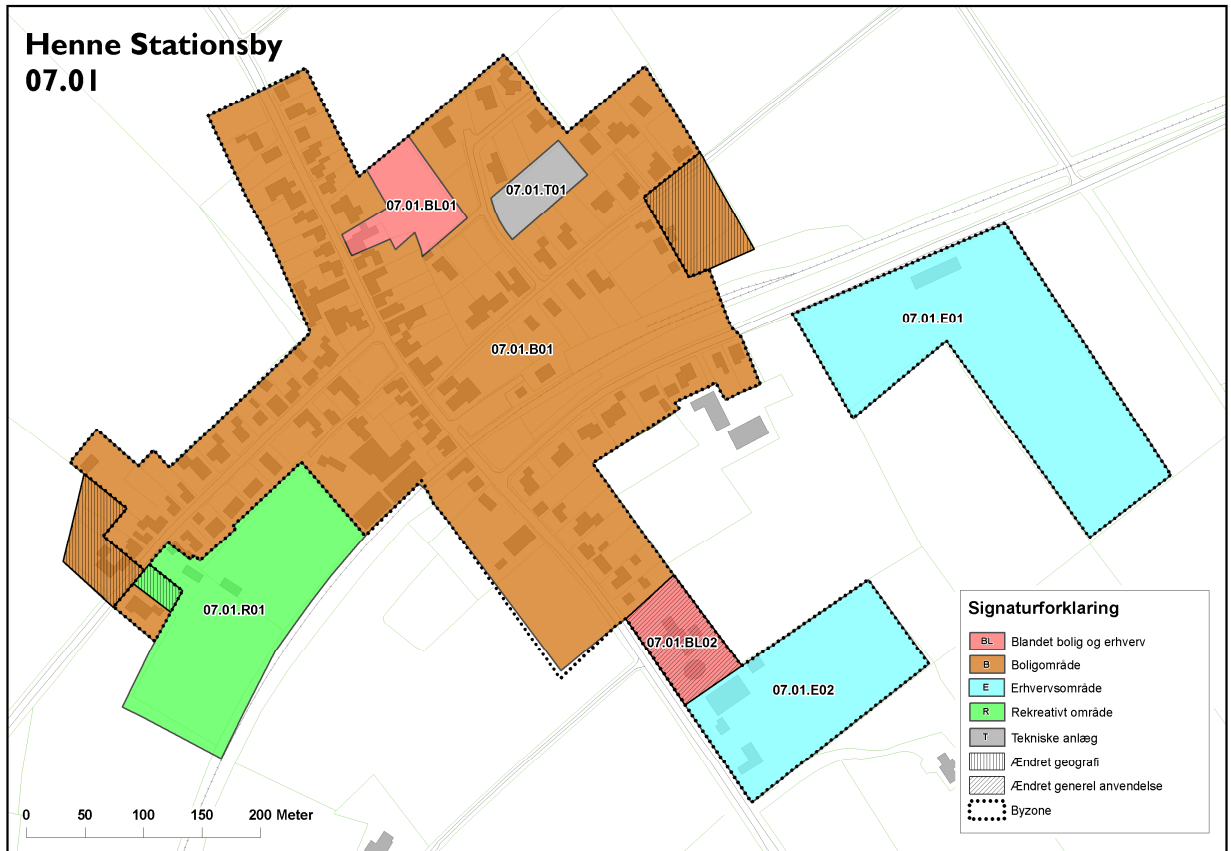 Henne Stationsby
07.01
07.01.T01
07.01.BL01
07.01.E01
07.01.B01
07.01.R01
07.01.BL02
07.01.E02
Signaturforklaring
BL Blandet bolig og erhverv
B Boligområde
E Erhvervsområde
R Rekreativt område
T Tekniske anlæg
Ændret geografi
Ændret generel anvendelse
Byzone
0 50 100 150 200 Meter